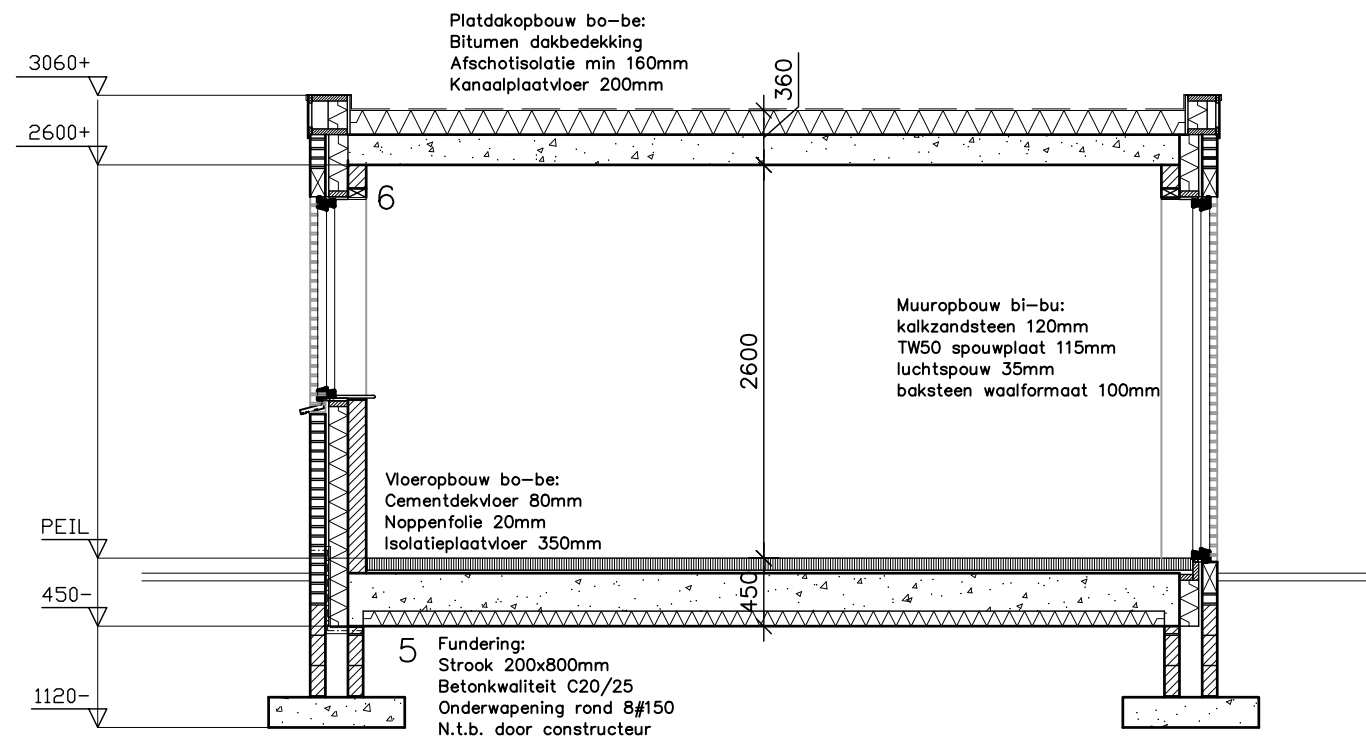 Platdakopbouw bo-be:
Bitumen dakbedekking
Afschotisolatie min 160mm
Kanaalplaatvloer 200mm
3060+
360
2600+
6
2600
Muuropbouw bi-bu:
kalkzandsteen 120mm
TW50 spouwplaat 115mm
luchtspouw 35mm
baksteen waalformaat 100mm
Vloeropbouw bo-be:
Cementdekvloer 80mm
Noppenfolie 20mm
Isolatieplaatvloer 350mm
PEIL
450-
450
5
Fundering:
Strook 200x800mm
Betonkwaliteit C20/25
Onderwapening rond 8#150
N.t.b. door constructeur
1120-